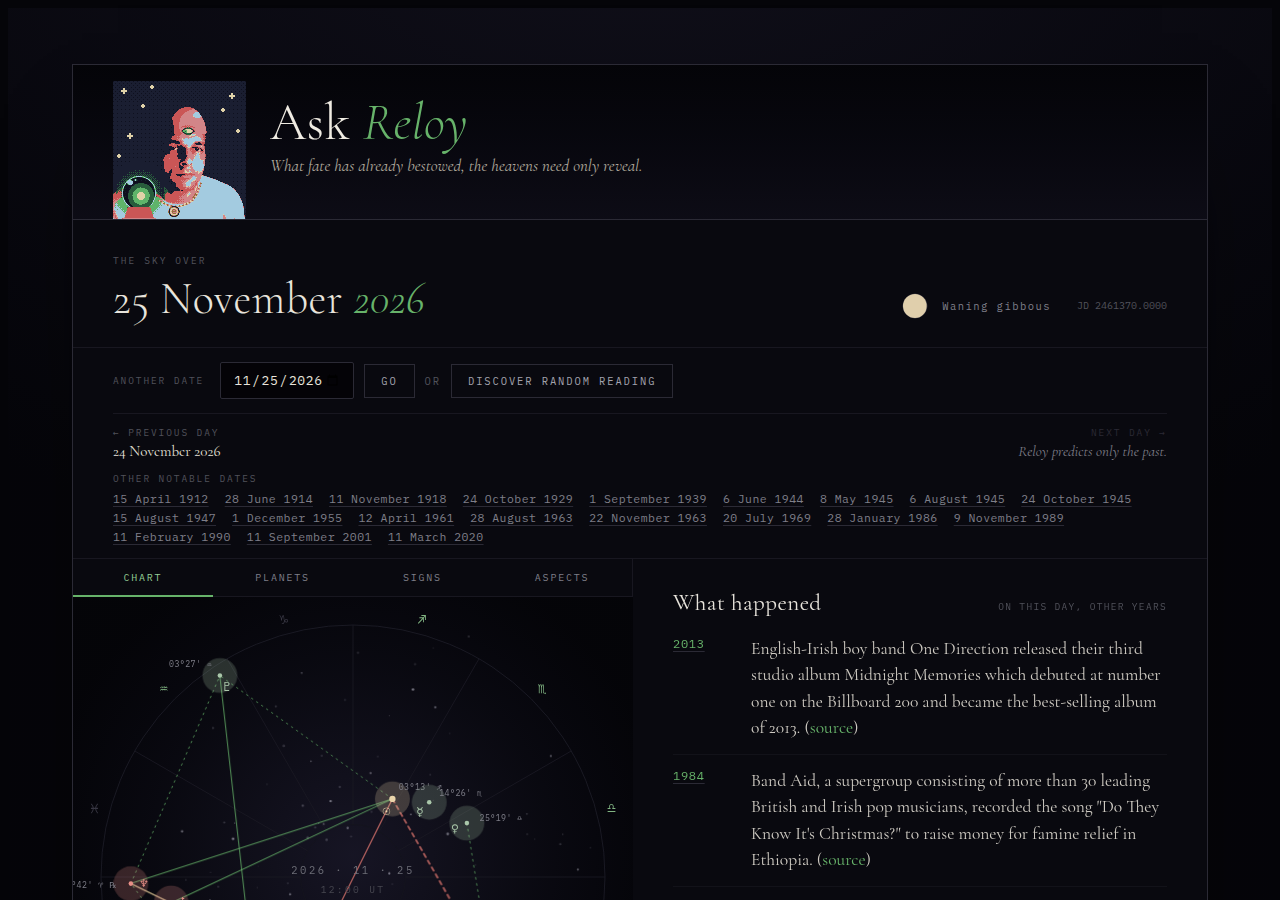 Ask Reloy
What fate has already bestowed, the heavens need only reveal.
THE SKY OVER
25 November 2026
Waning gibbous JD 2461370.0000
ANOTHER DATE 11/25/2026 GO OR DISCOVER RANDOM READING
← PREVIOUS DAY NEXT DAY →
24 November 2026 Reloy predicts only the past.
OTHER NOTABLE DATES
15 April 1912 28 June 1914 11 November 1918 24 October 1929 1 September 1939 6 June 1944 8 May 1945 6 August 1945 24 October 1945
15 August 1947 1 December 1955 12 April 1961 28 August 1963 22 November 1963 20 July 1969 28 January 1986 9 November 1989
11 February 1990 11 September 2001 11 March 2020
CHART PLANETS SIGNS ASPECTS
What happened ON THIS DAY, OTHER YEARS
2013 English-Irish boy band One Direction released their third
studio album Midnight Memories which debuted at number
one on the Billboard 200 and became the best-selling album
of 2013. (source)
1984 Band Aid, a supergroup consisting of more than 30 leading
British and Irish pop musicians, recorded the song "Do They
Know It's Christmas?" to raise money for famine relief in
Ethiopia. (source)
♑ ♐
03°27' ♒
♒ ♇ ♏
03°13' ♐
14°26' ♏
♓ ☉ ☿ ♀ 25°19' ♎ ♎
2026 · 11 · 25
12:00 UT
°42' ♈ ℞ ♆